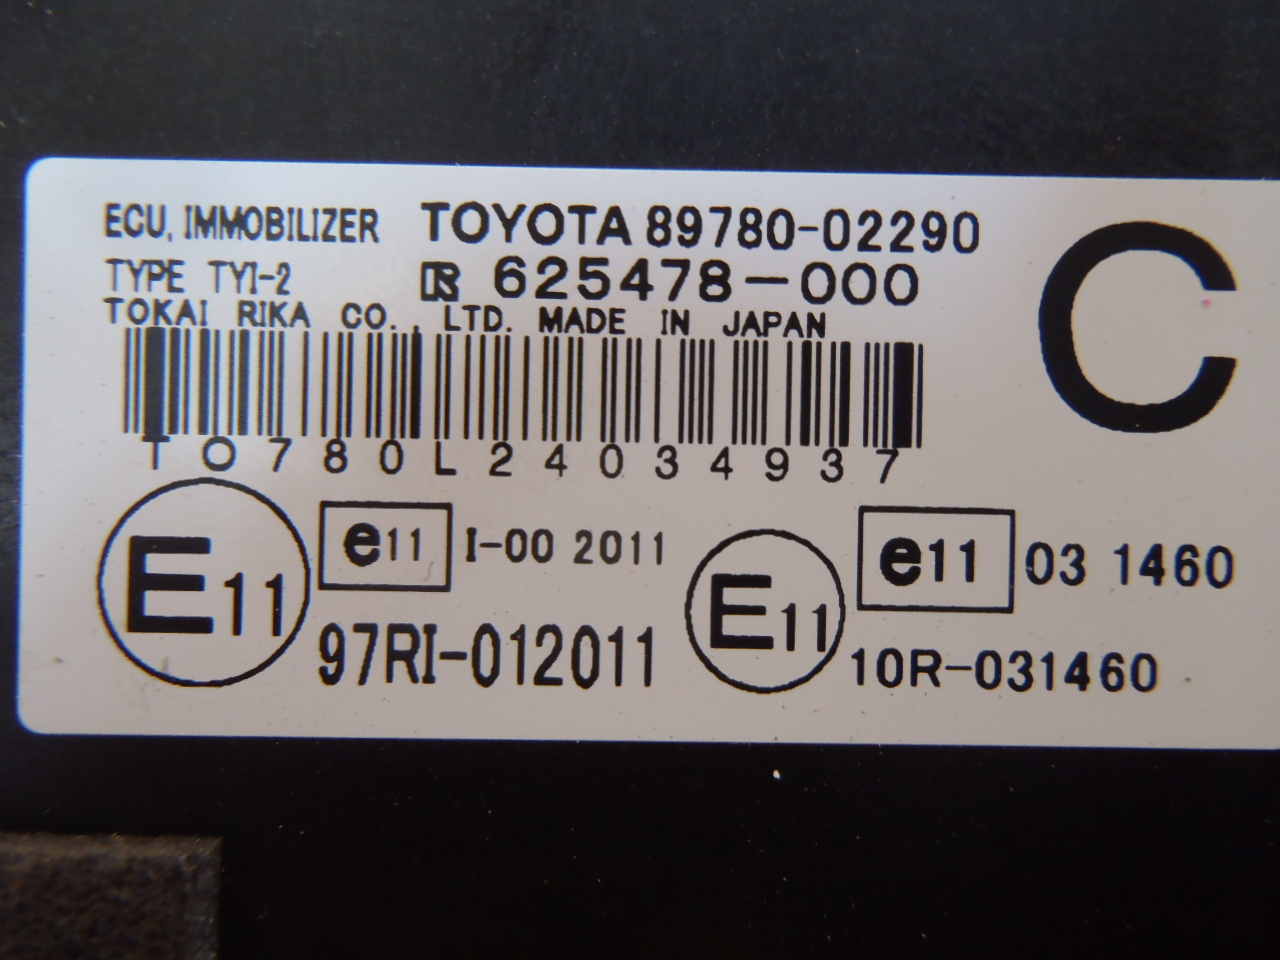 ECU, IMMOBILIZER TOYOTA 89780-02290
TYPE TYI-2 625478-000
TOKAI RIKA CO., LTD. MADE IN JAPAN
C
TO780L24034937
E11 e11 I-00 2011
97RI-012011
E11 e11 03 1460
10R-031460